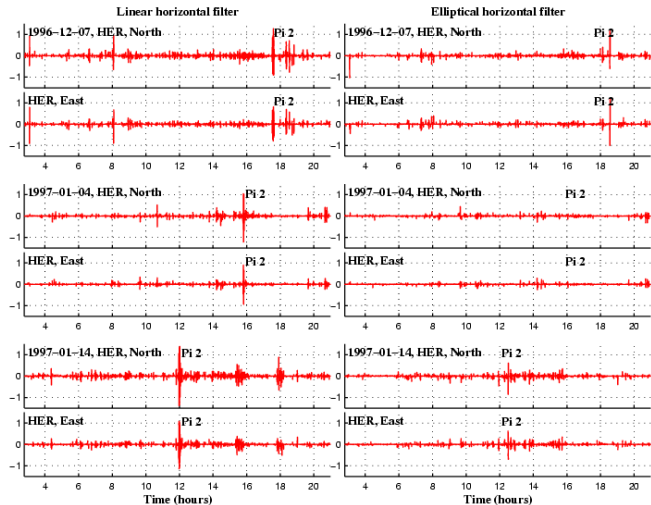 Linear horizontal filter
Elliptical horizontal filter
1996−12−07, HER, North
Pi 2
1
0
−1
1996−12−07, HER, North
Pi 2
1
0
−1
HER, East
Pi 2
1
0
−1
4 6 8 10 12 14 16 18 20
HER, East
Pi 2
1
0
−1
4 6 8 10 12 14 16 18 20
1997−01−04, HER, North
Pi 2
1
0
−1
1997−01−04, HER, North
Pi 2
1
0
−1
HER, East
Pi 2
1
0
−1
4 6 8 10 12 14 16 18 20
HER, East
Pi 2
1
0
−1
4 6 8 10 12 14 16 18 20
1997−01−14, HER, North
Pi 2
1
0
−1
1997−01−14, HER, North
Pi 2
1
0
−1
HER, East
Pi 2
1
0
−1
4 6 8 10 12 14 16 18 20
Time (hours)
HER, East
Pi 2
1
0
−1
4 6 8 10 12 14 16 18 20
Time (hours)